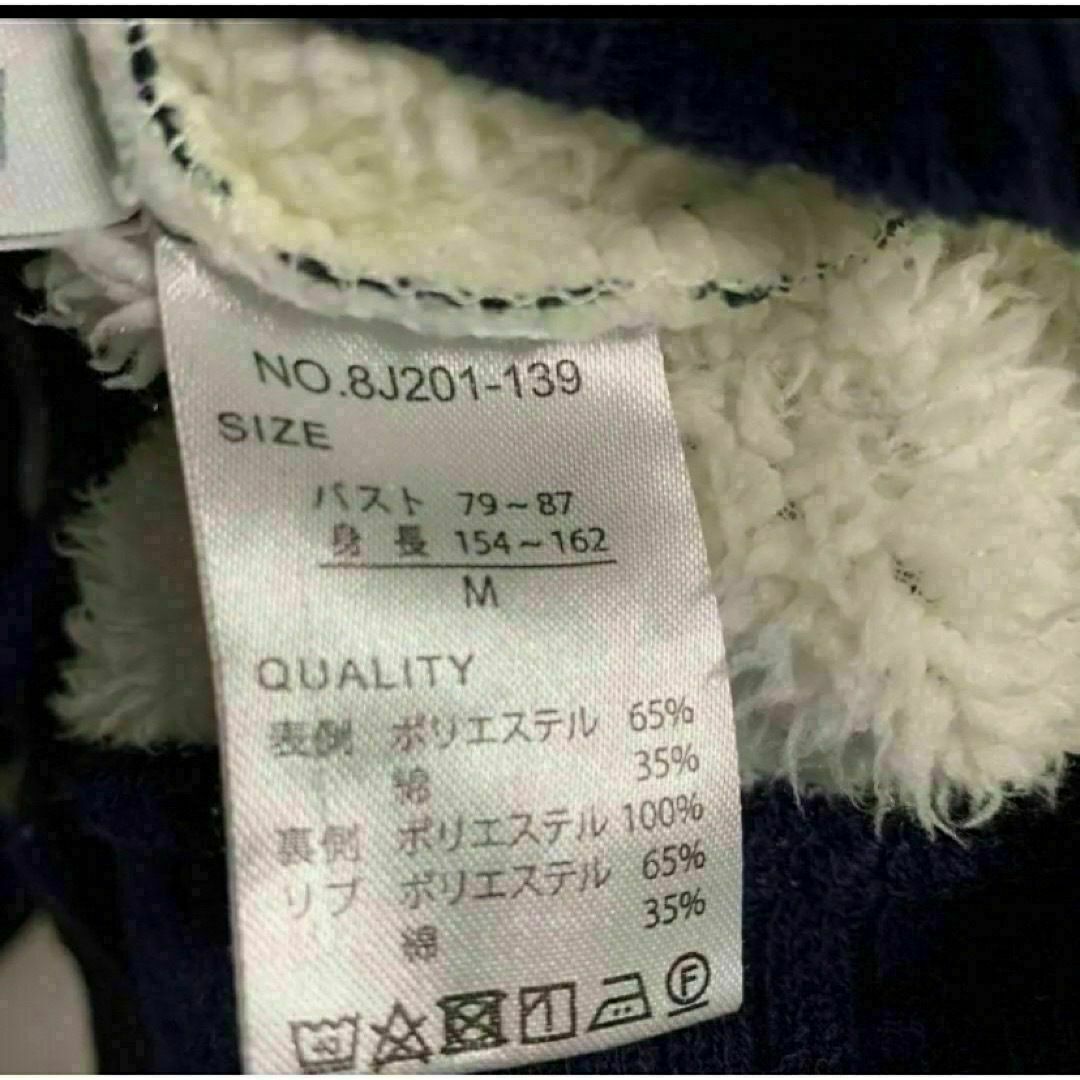 NO.8J201-139
SIZE
バスト 79~87
身長 154~162
M
QUALITY
表側 ポリエステル 65%
綿 35%
裏側 ポリエステル 100%
リブ ポリエステル 65%
綿 35%
F